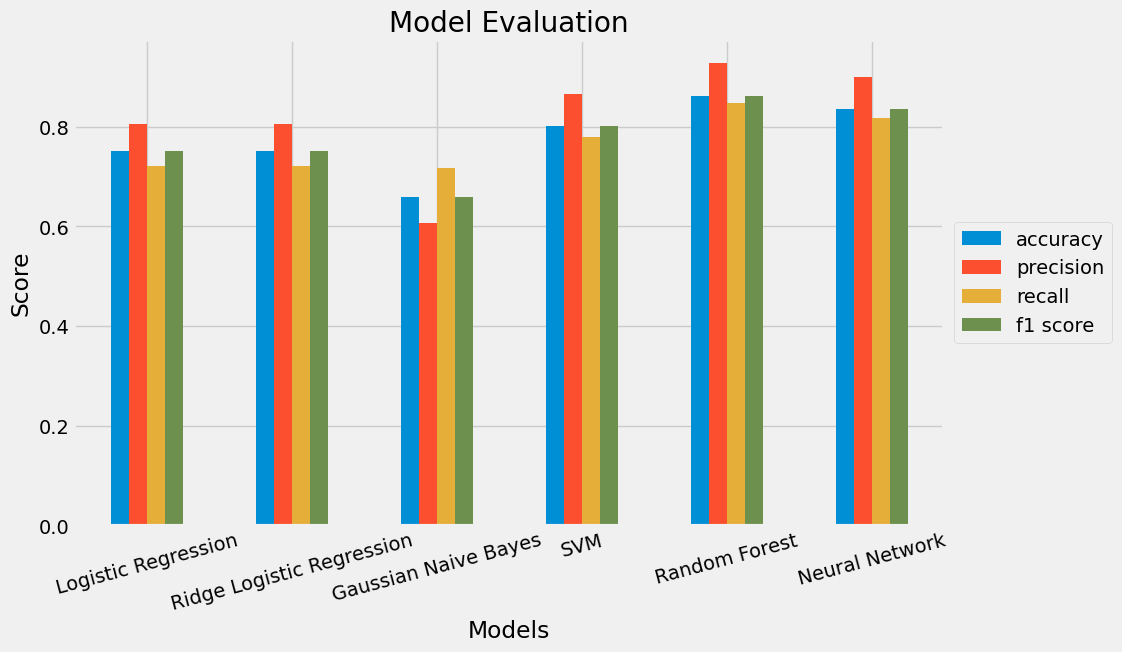 Model Evaluation
0.8
0.6
0.4
0.2
0.0
Score
accuracy
precision
recall
f1 score
Logistic Regression
Ridge Logistic Regression
Gaussian Naive Bayes
SVM
Random Forest
Neural Network
Models